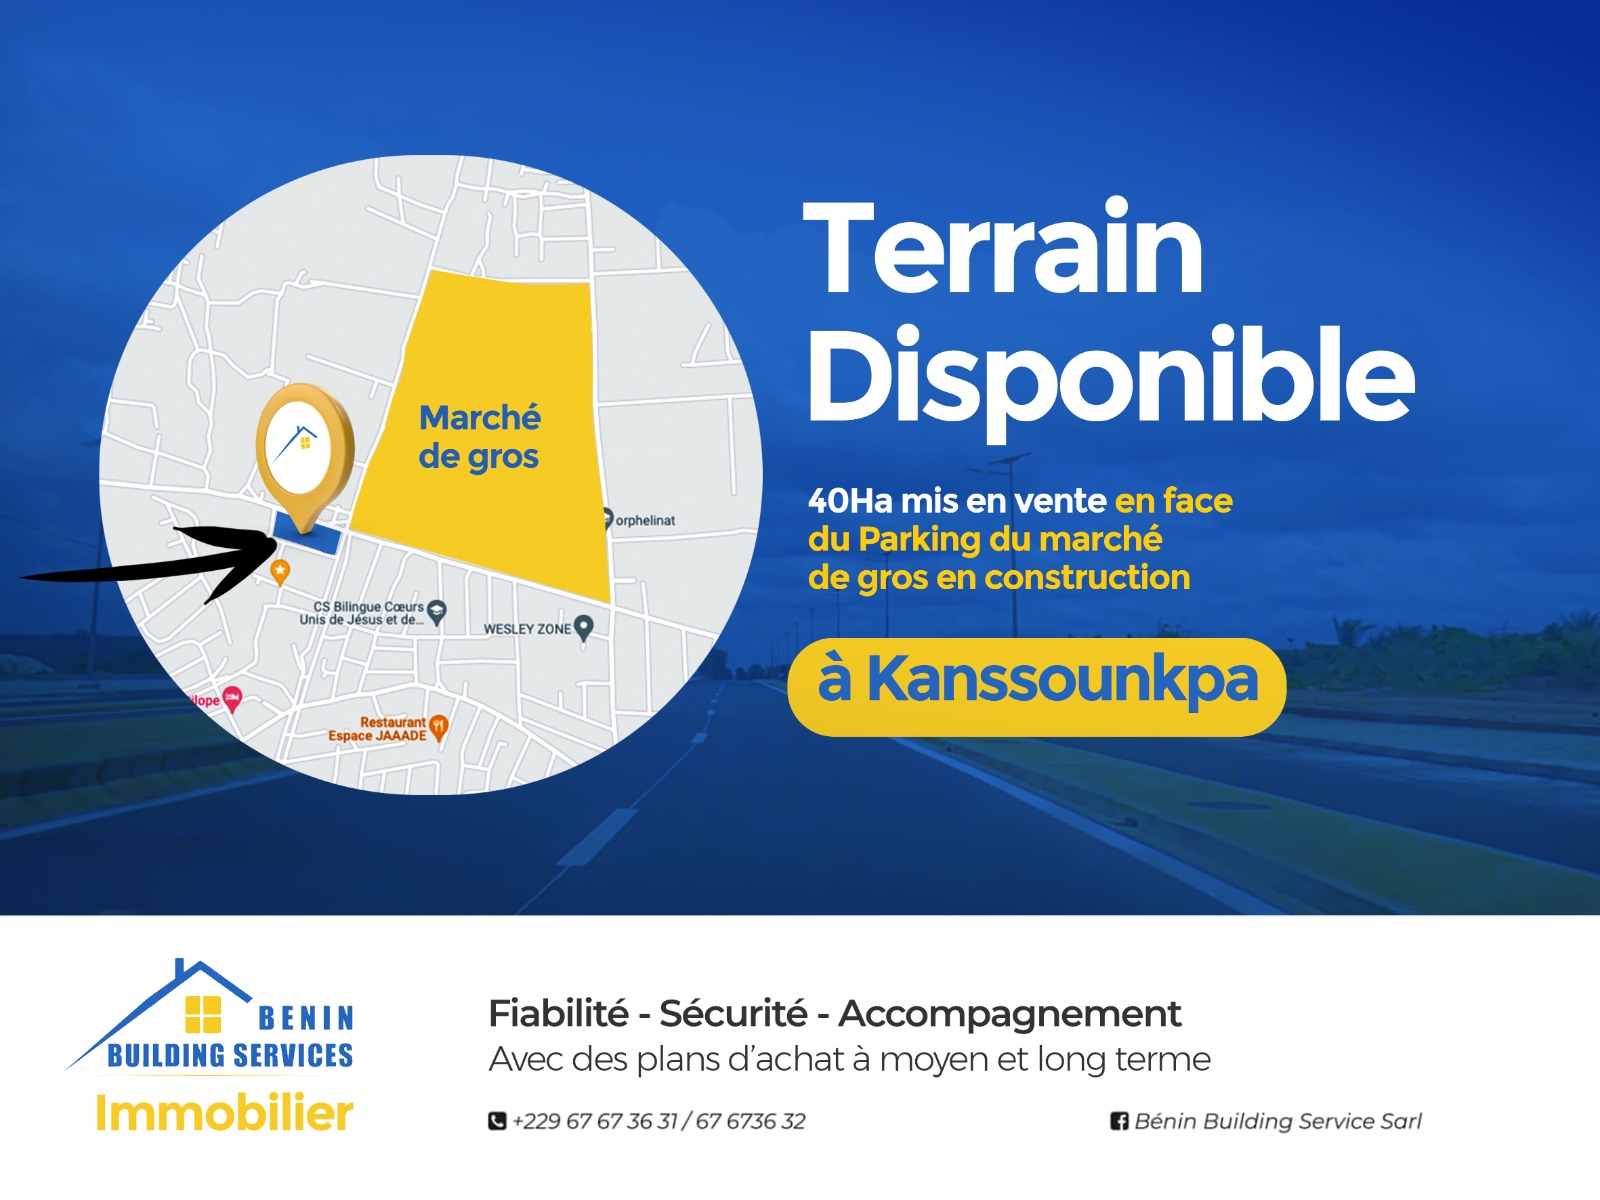 Terrain
Disponible
40Ha mis en vente en face
du Parking du marché
de gros en construction
à Kanssounkpa
Marché
de gros
orphelinat
CS Bilingue Cœurs
Unis de Jésus et de...
WESLEY ZONE
lope
Restaurant
Espace JAAADE
BENIN
BUILDING SERVICES
Immobilier
Fiabilité - Sécurité - Accompagnement
Avec des plans d'achat à moyen et long terme
+229 67 67 36 31 / 67 6736 32
Bénin Building Service Sarl